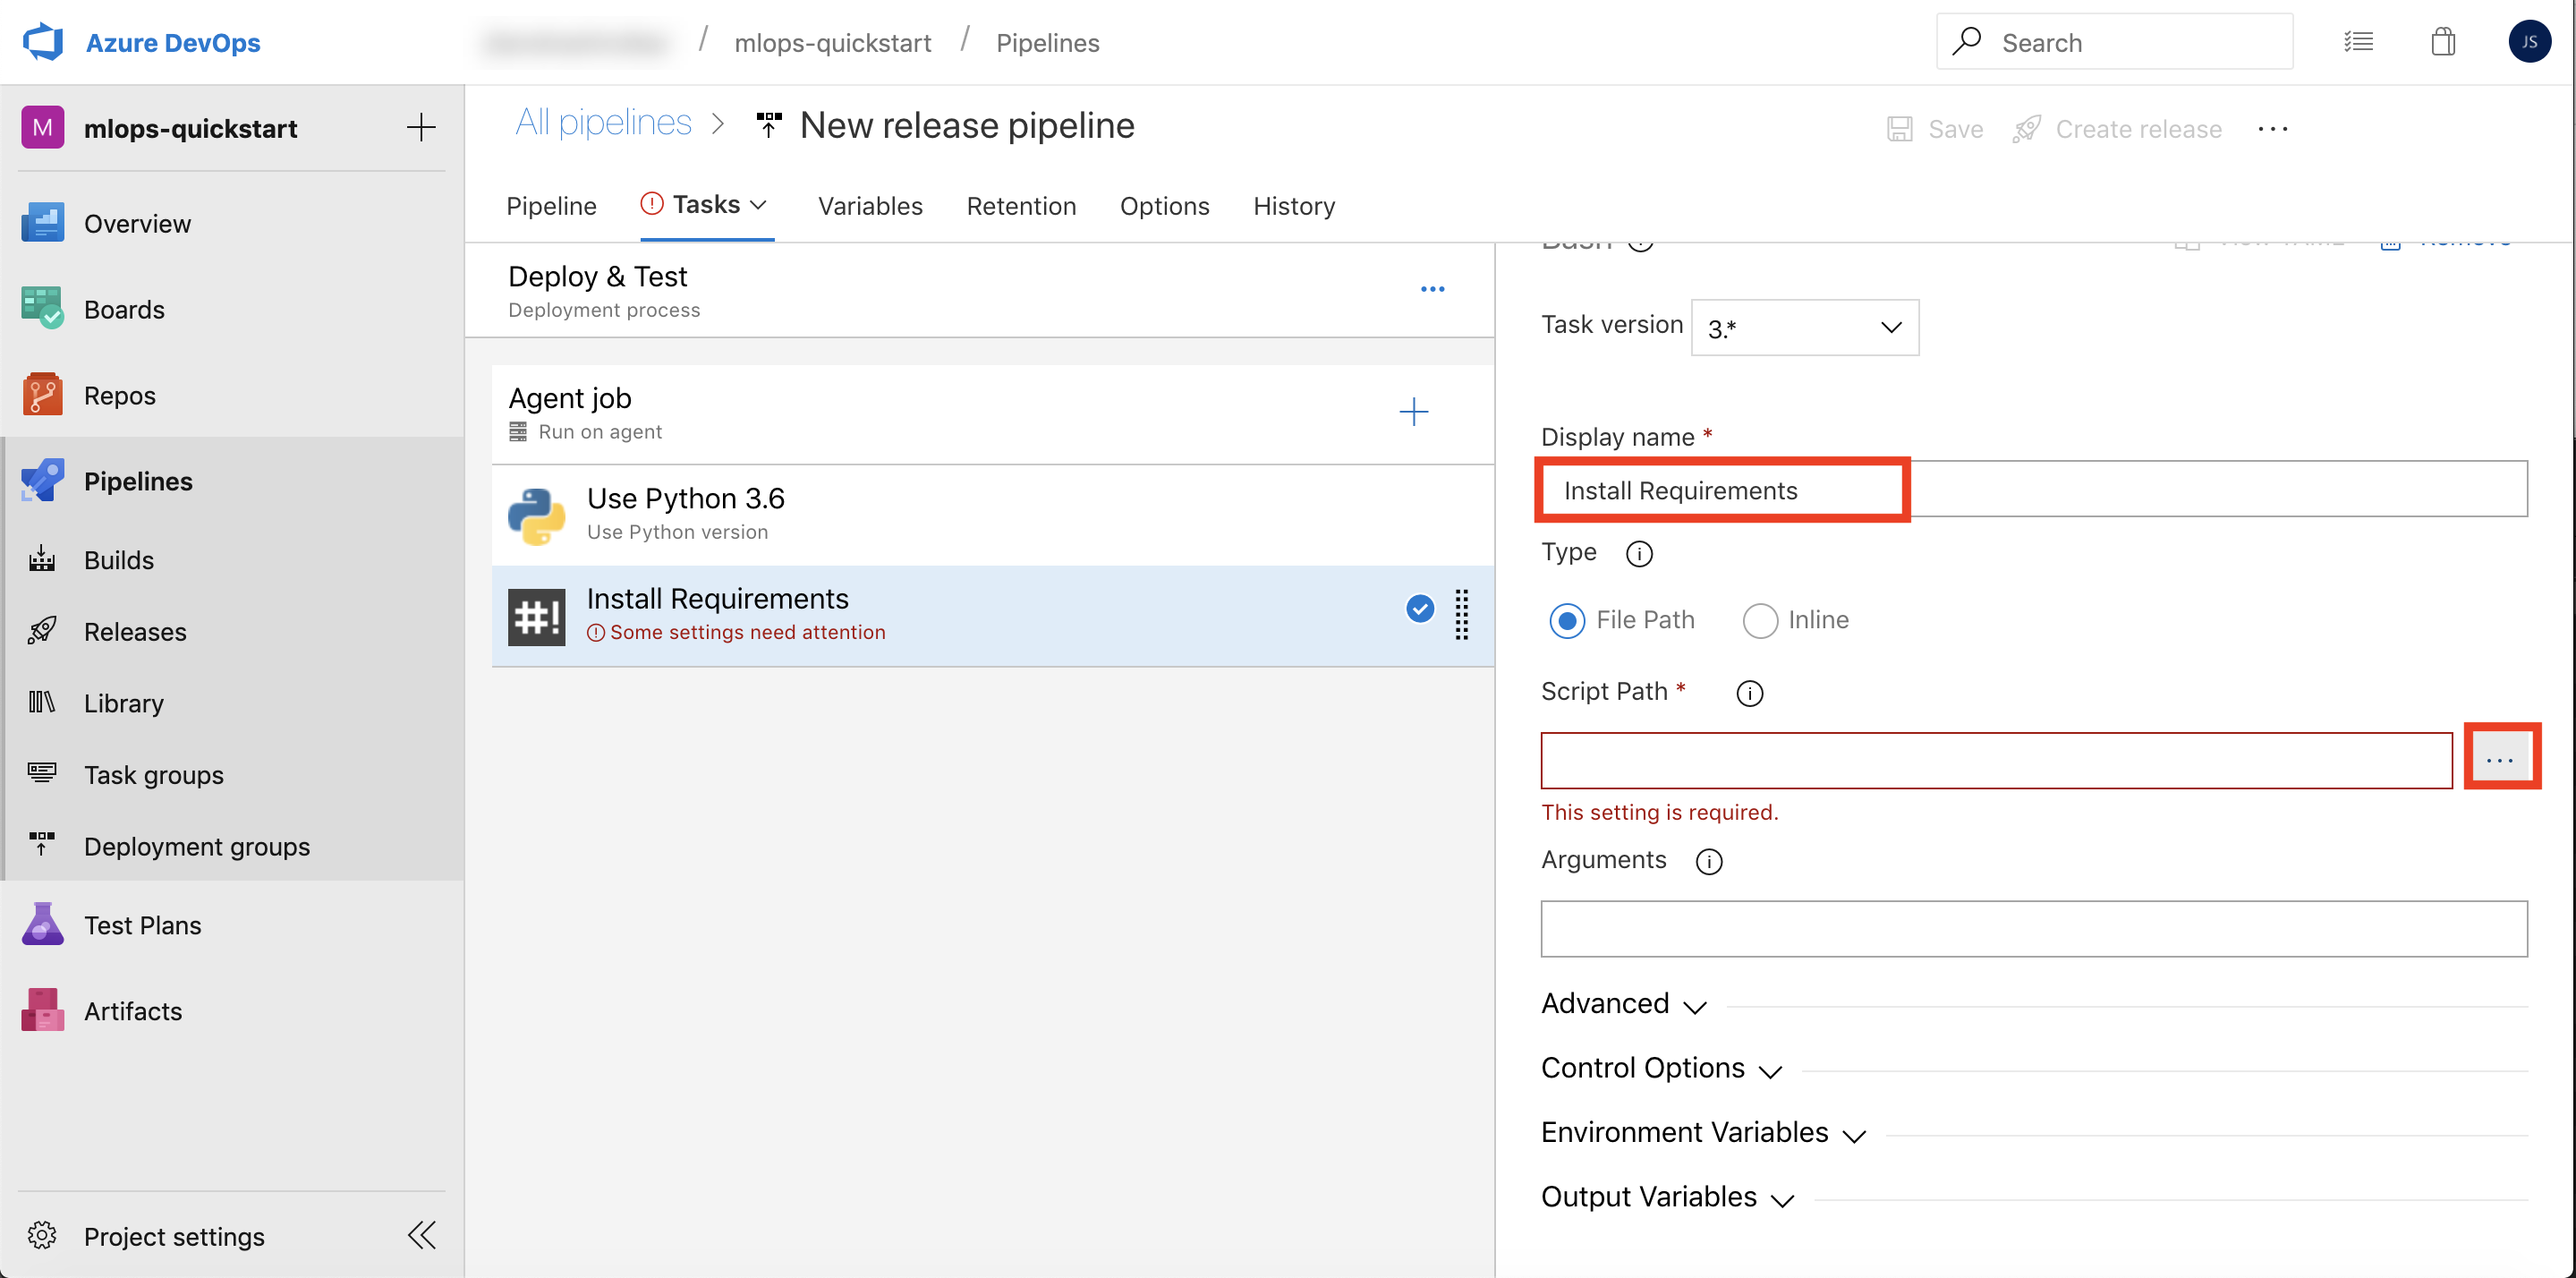 Azure DevOps
/ mlops-quickstart / Pipelines
Search
JS
M mlops-quickstart
Overview
Boards
Repos
Pipelines
Builds
Releases
Library
Task groups
Deployment groups
Test Plans
Artifacts
Project settings
All pipelines > New release pipeline
Save
Create release
...
Pipeline
Tasks
Variables
Retention
Options
History
Deploy & Test
Deployment process
...
Agent job
Run on agent
Use Python 3.6
Use Python version
#!
Install Requirements
Some settings need attention
Task version
3.*
Display name *
Install Requirements
Type
File Path
Inline
Script Path *
...
This setting is required.
Arguments
Advanced
Control Options
Environment Variables
Output Variables